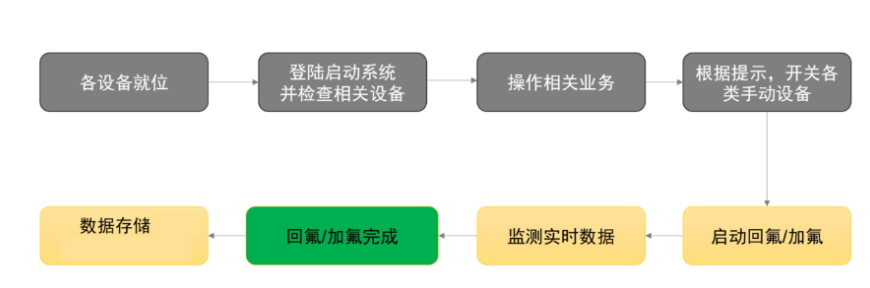 各设备就位
登陆启动系统
并检查相关设备
操作相关业务
根据提示，开关各
类手动设备
启动回氟/加氟
监测实时数据
回氟/加氟完成
数据存储